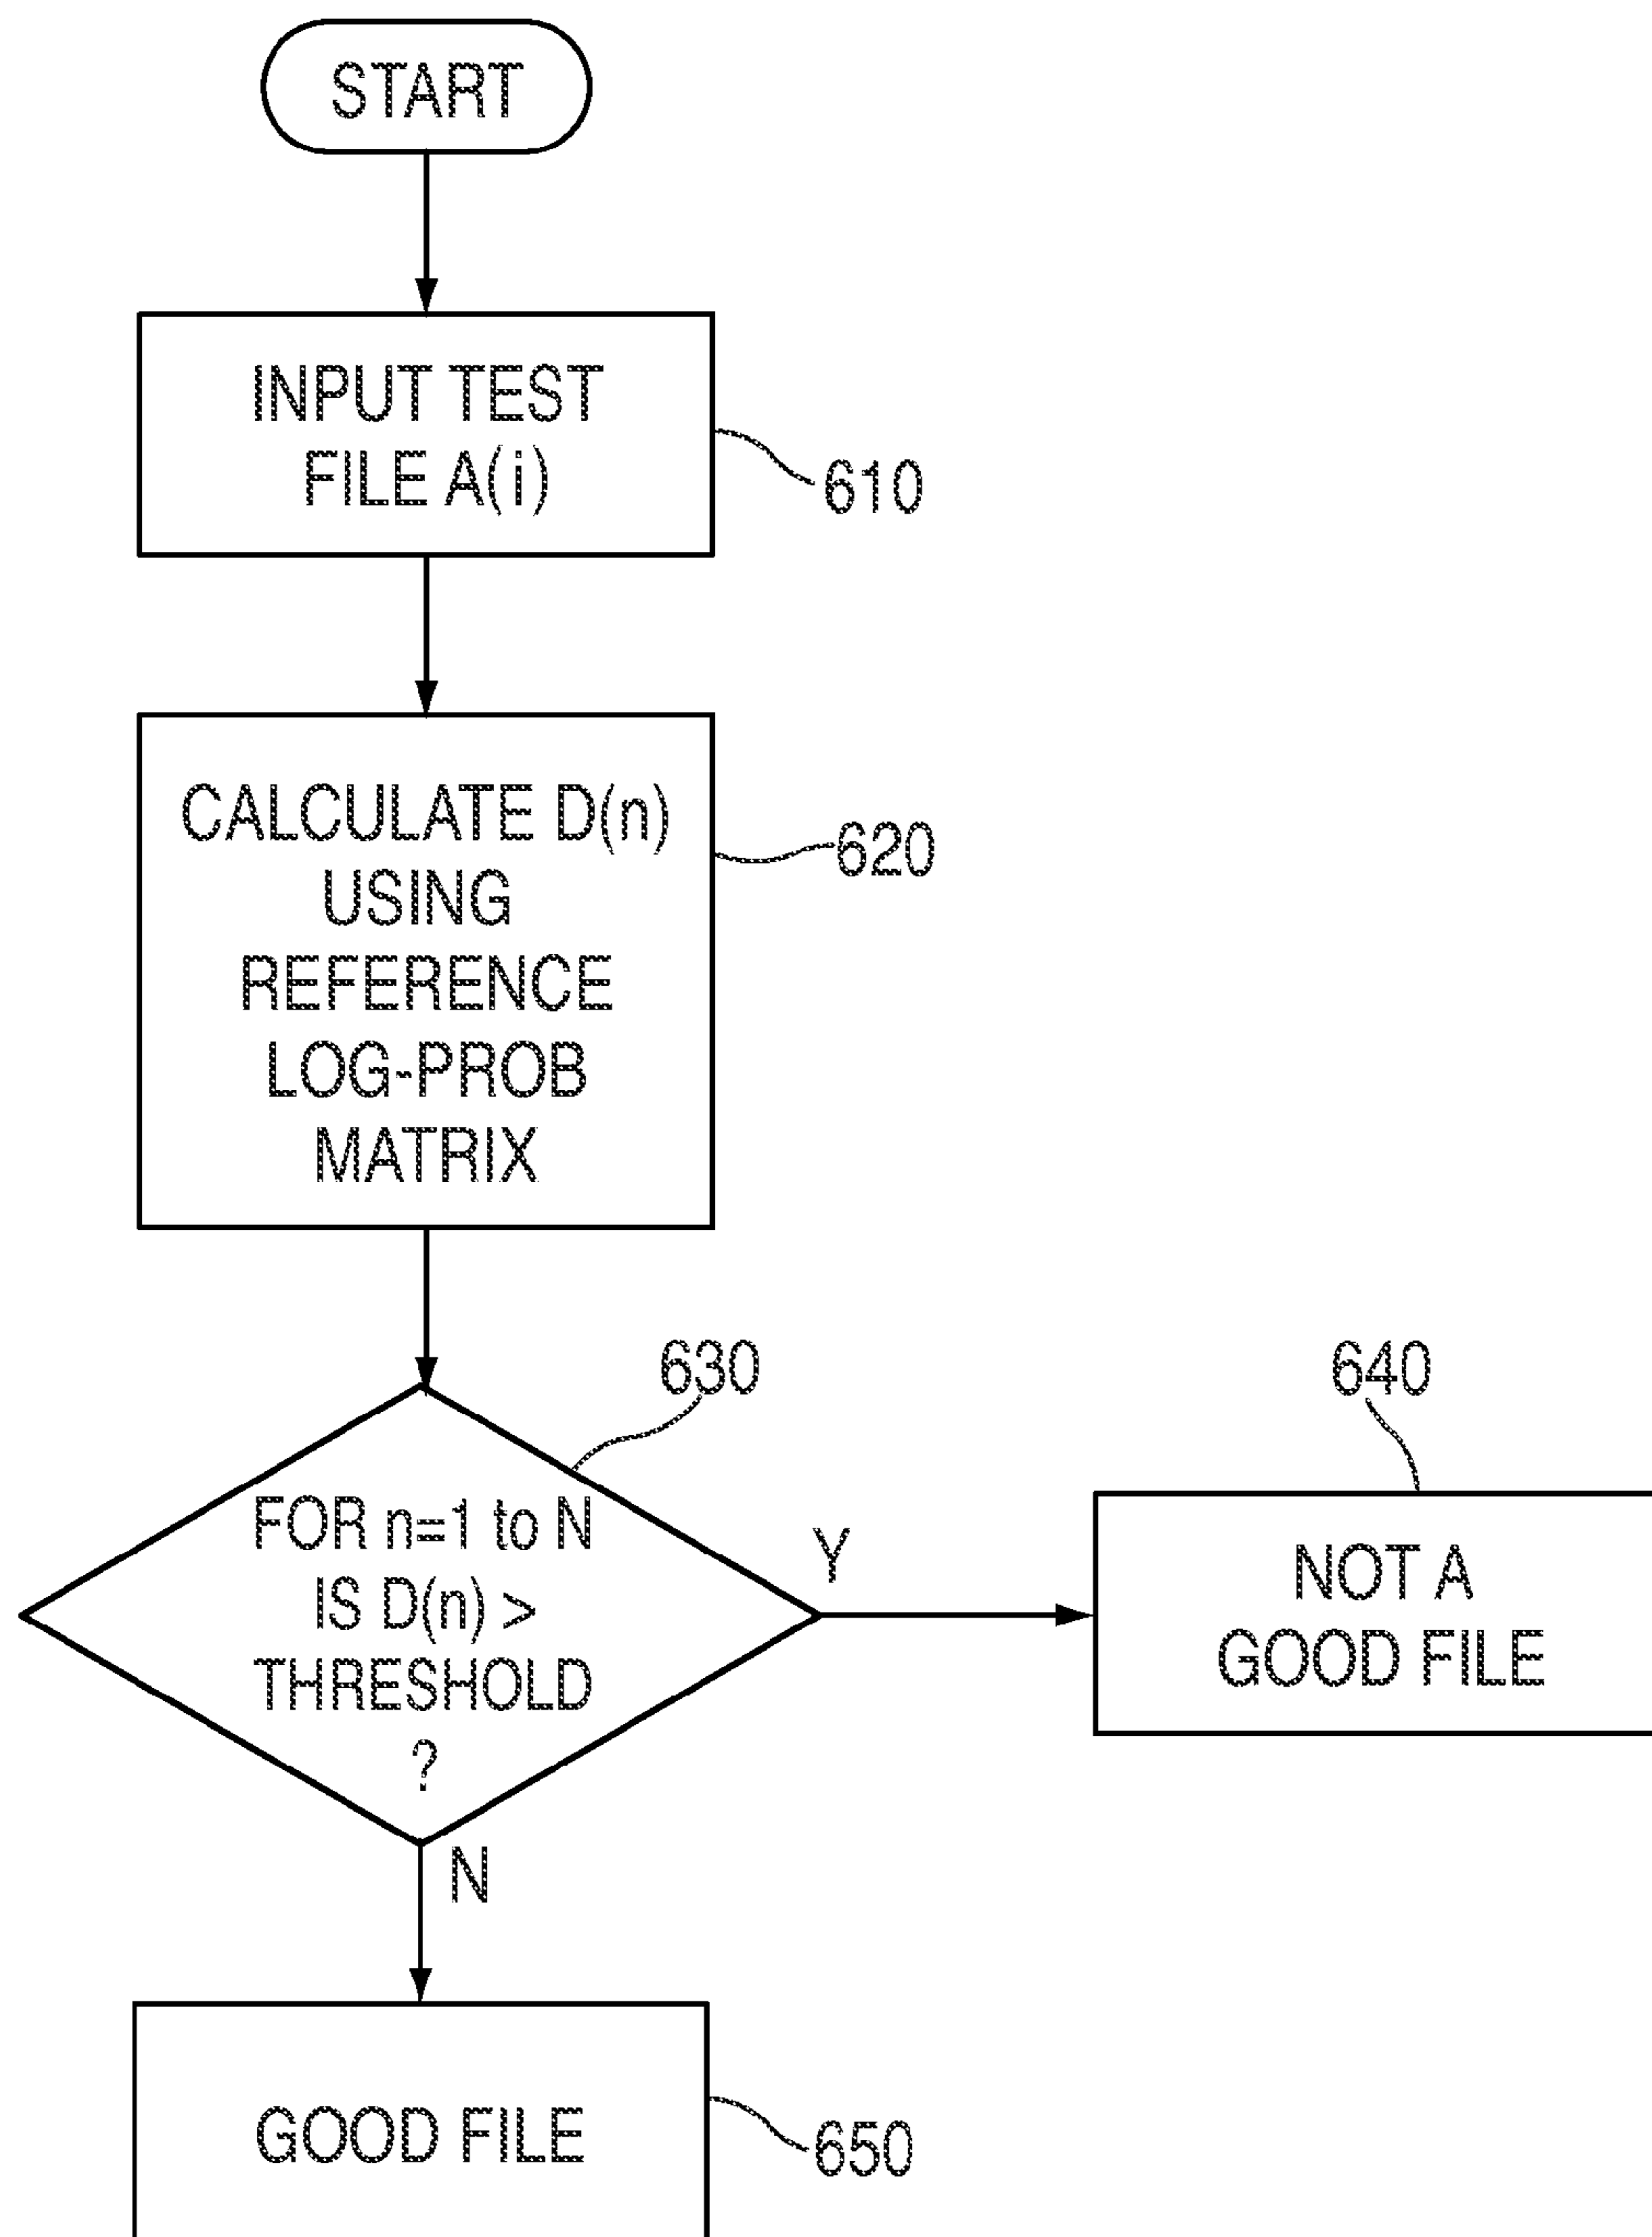 START
INPUT TEST
FILE A(i)
610
CALCULATE D(n)
USING
REFERENCE
LOG-PROB
MATRIX
620
630
FOR n=1 to N
IS D(n) >
THRESHOLD
?
Y
640
NOT A
GOOD FILE
N
GOOD FILE
650